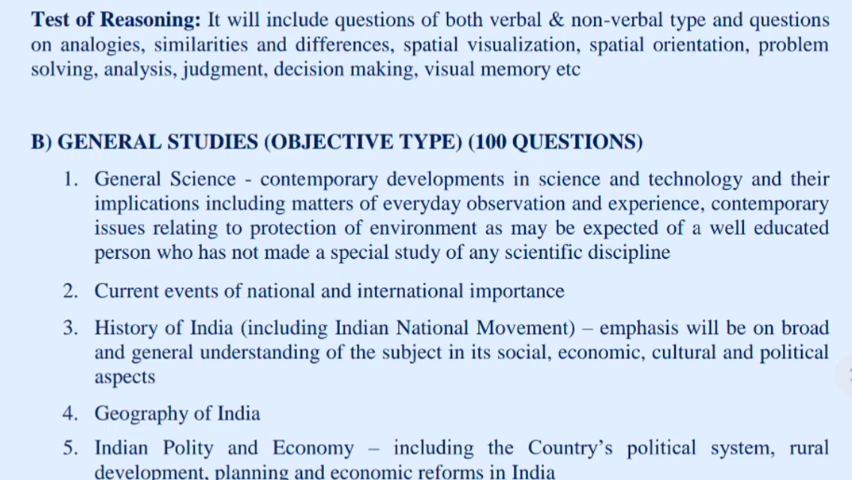 Test of Reasoning: It will include questions of both verbal & non-verbal type and questions
on analogies, similarities and differences, spatial visualization, spatial orientation, problem
solving, analysis, judgment, decision making, visual memory etc
B) GENERAL STUDIES (OBJECTIVE TYPE) (100 QUESTIONS)
1. General Science - contemporary developments in science and technology and their
implications including matters of everyday observation and experience, contemporary
issues relating to protection of environment as may be expected of a well educated
person who has not made a special study of any scientific discipline
2. Current events of national and international importance
3. History of India (including Indian National Movement) – emphasis will be on broad
and general understanding of the subject in its social, economic, cultural and political
aspects
4. Geography of India
5. Indian Polity and Economy – including the Country's political system, rural
development, planning and economic reforms in India